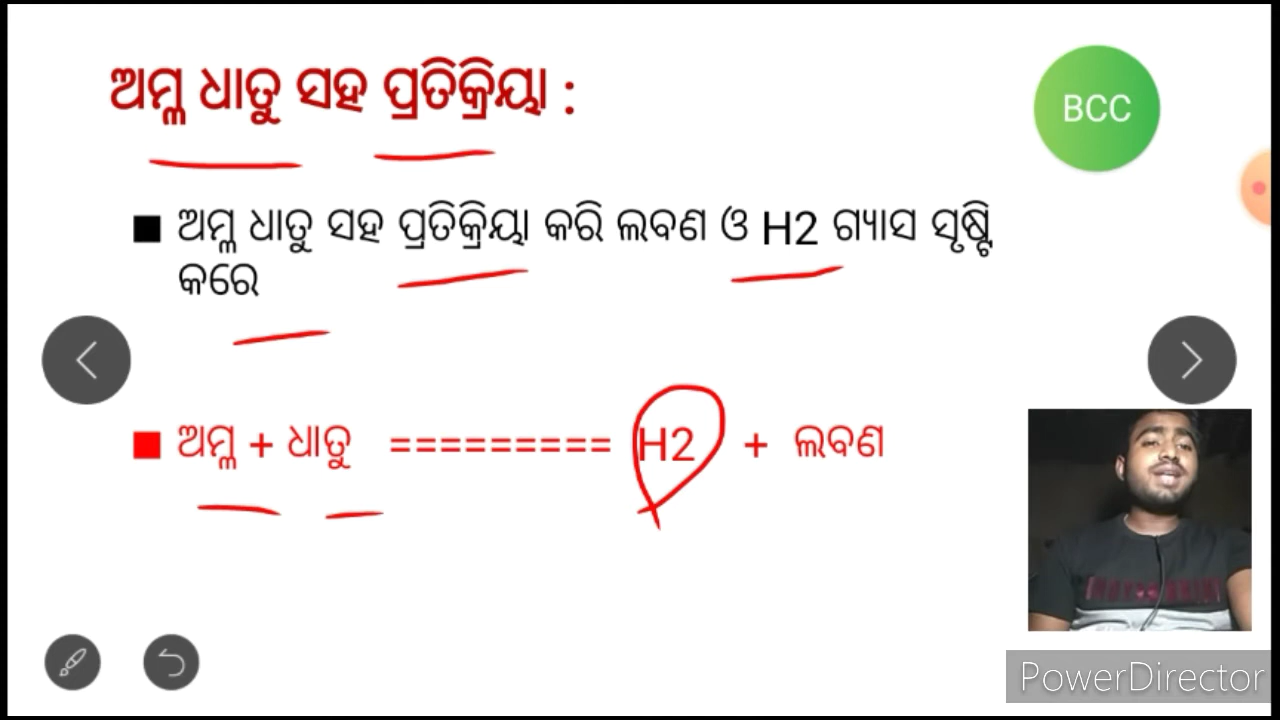 ଅମ୍ଳ ଧାତୁ ସହ ପ୍ରତିକ୍ରିୟା :
BCC
■ ଅମ୍ଳ ଧାତୁ ସହ ପ୍ରତିକ୍ରିୟା କରି ଲବଣ ଓ H2 ଗ୍ୟାସ ସୃଷ୍ଟି
କରେ
■ ଅମ୍ଳ + ଧାତୁ ========= H2 + ଲବଣ
PowerDirector